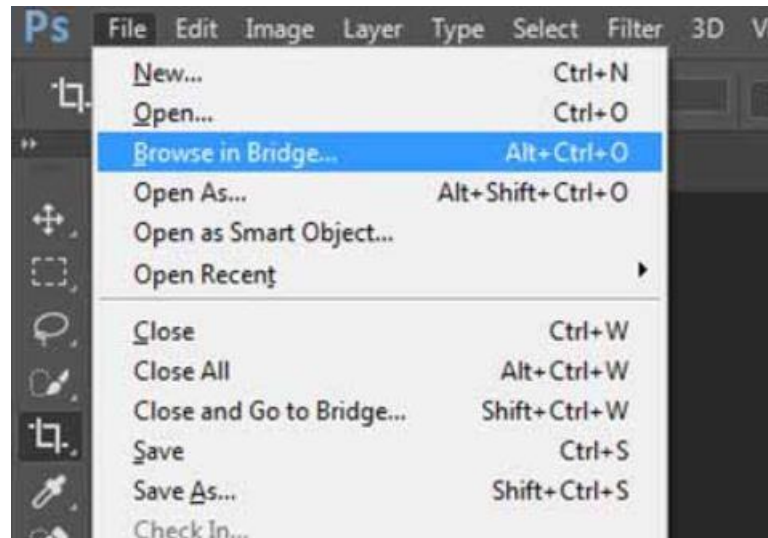 Ps File Edit Image Layer Type Select Filter 3D
New... Ctrl+N
Open... Ctrl+O
Browse in Bridge... Alt+Ctrl+O
Open As... Alt+Shift+Ctrl+O
Open as Smart Object...
Open Recent
Close Ctrl+W
Close All Alt+Ctrl+W
Close and Go to Bridge... Shift+Ctrl+W
Save Ctrl+S
Save As... Shift+Ctrl+S
Check In...